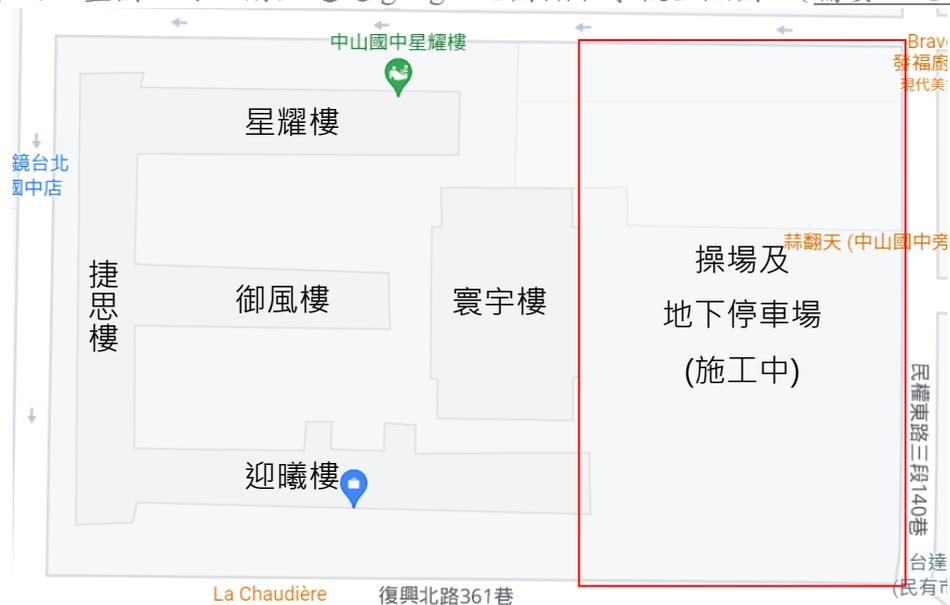 中山國中星耀樓
Brav
發福廚
現代美
星耀樓
鏡台北
國中店
捷思樓
御風樓
寰宇樓
蒜翻天 (中山國中旁
操場及
地下停車場
(施工中)
民權東路三段140巷
迎曦樓
台達
(民有市
La Chaudière
復興北路361巷